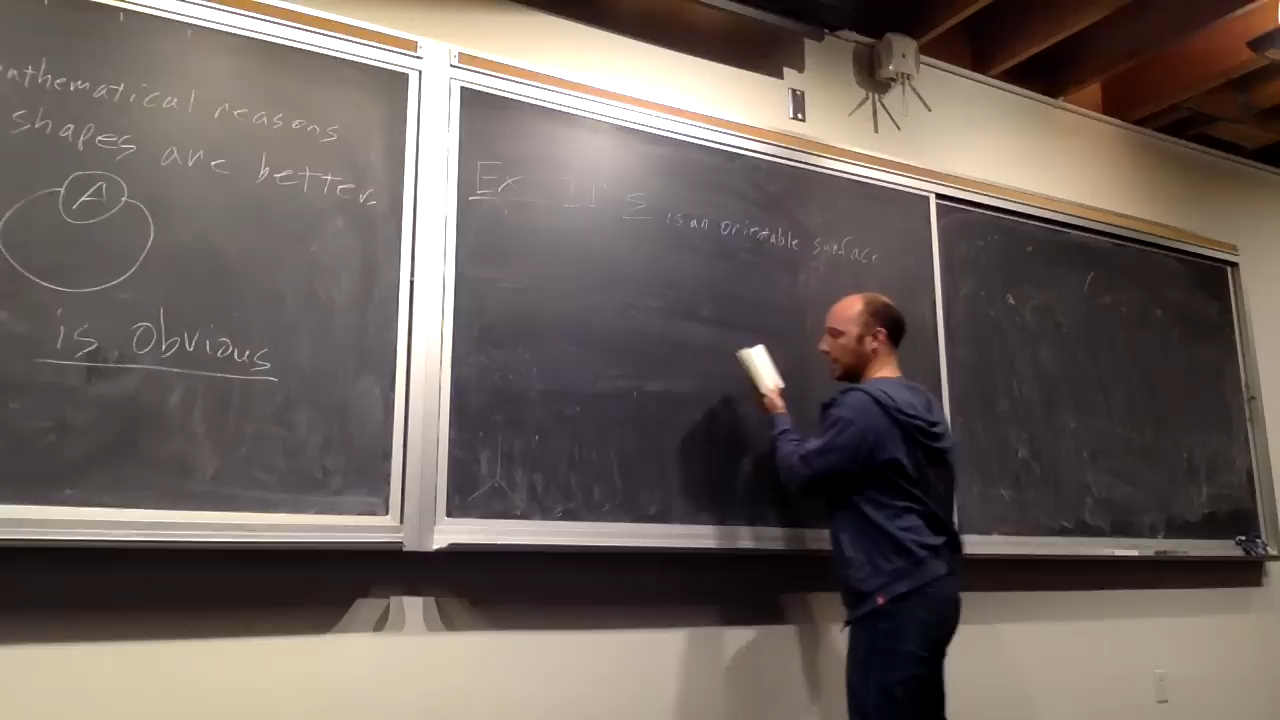 athematical reasons
shapes are better.
A
is obvious
Ex If Σ is an orientable surface